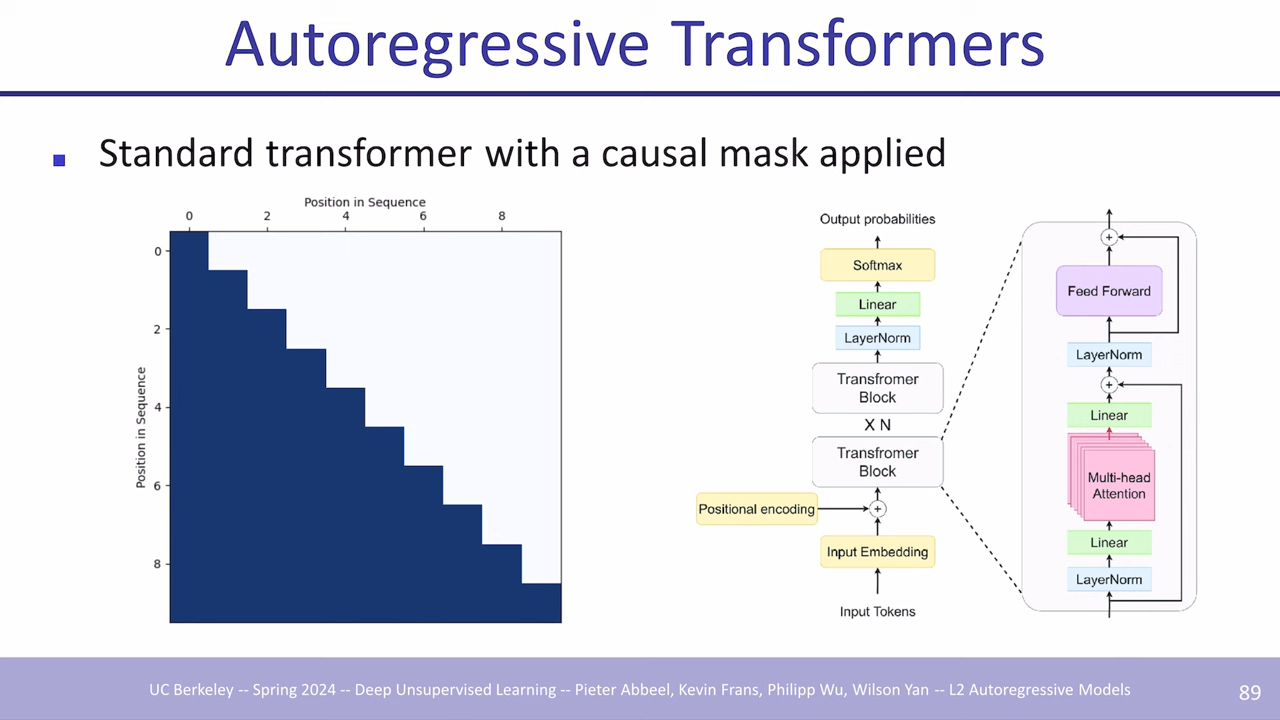 Autoregressive Transformers
Standard transformer with a causal mask applied
Position in Sequence
0 2 4 6 8
Position in Sequence
0
2
4
6
8
Output probabilities
Softmax
Linear
LayerNorm
Transfromer
Block
X N
Transfromer
Block
Positional encoding
+
Input Embedding
Input Tokens
+
Feed Forward
LayerNorm
+
Linear
Multi-head
Attention
Linear
LayerNorm
UC Berkeley -- Spring 2024 -- Deep Unsupervised Learning -- Pieter Abbeel, Kevin Frans, Philipp Wu, Wilson Yan -- L2 Autoregressive Models
89